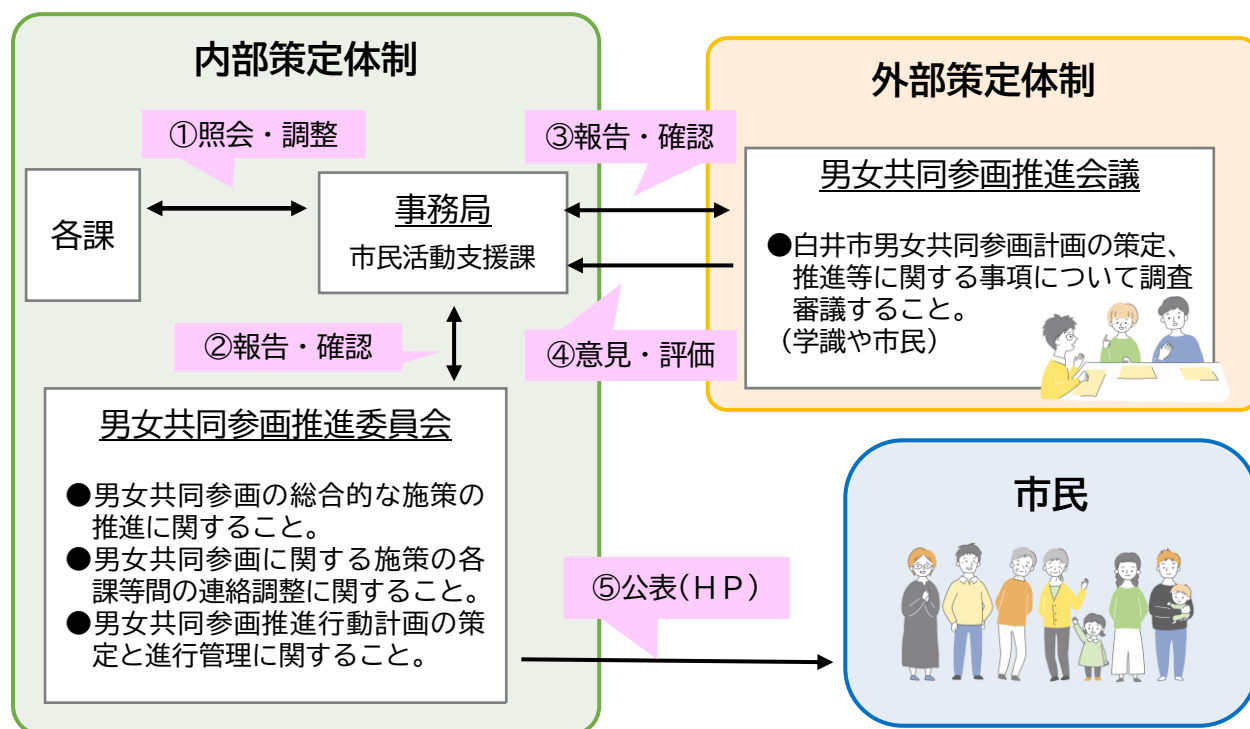 内部策定体制
①照会・調整
各課
事務局
市民活動支援課
②報告・確認
男女共同参画推進委員会
●男女共同参画の総合的な施策の
推進に関すること。
●男女共同参画に関する施策の各
課等間の連絡調整に関すること。
●男女共同参画推進行動計画の策
定と進行管理に関すること。
③報告・確認
④意見・評価
外部策定体制
男女共同参画推進会議
●白井市男女共同参画計画の策定、
推進等に関する事項について調査
審議すること。
（学識や市民）
⑤公表（ＨＰ）
市民